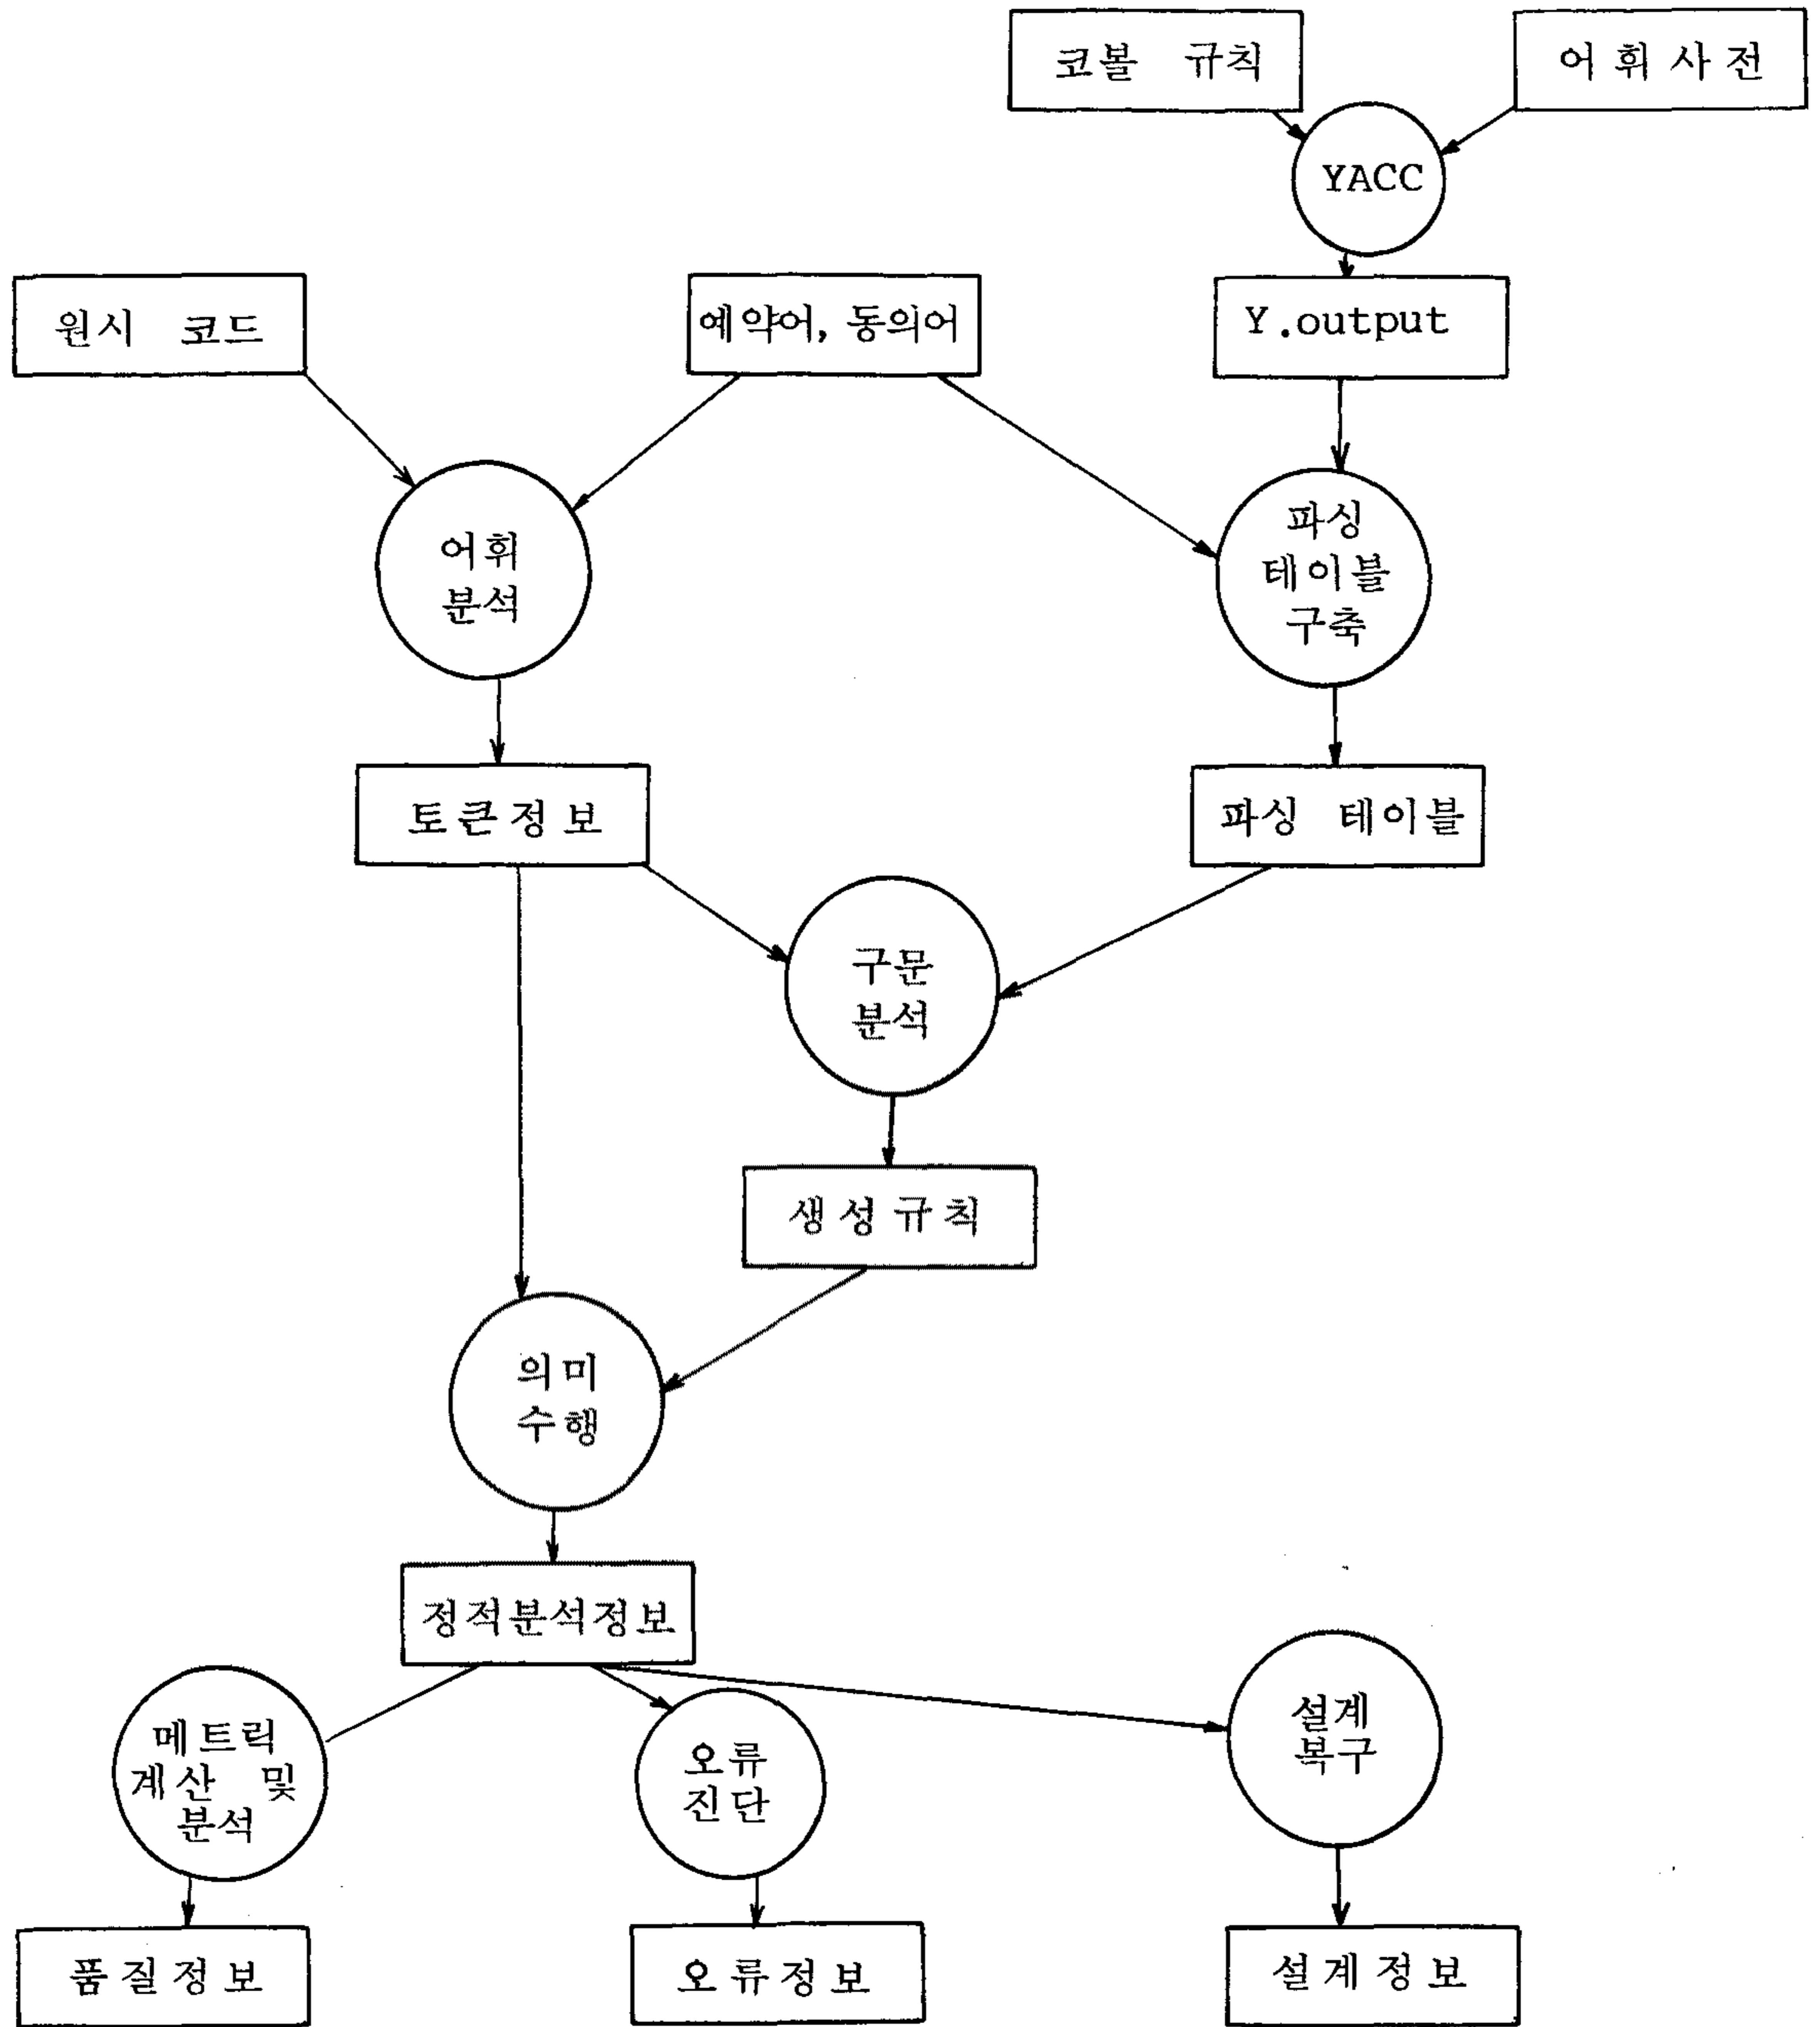 코볼 규칙
어휘사전
YACC
원시 코드
예약어, 동의어
Y.output
어휘
분석
파싱
테이블
구축
토큰정보
파싱 테이블
구문
분석
생성규칙
의미
수행
정적분석정보
메트릭
계산 및
분석
오류
진단
설계
복구
품질정보
오류정보
설계정보